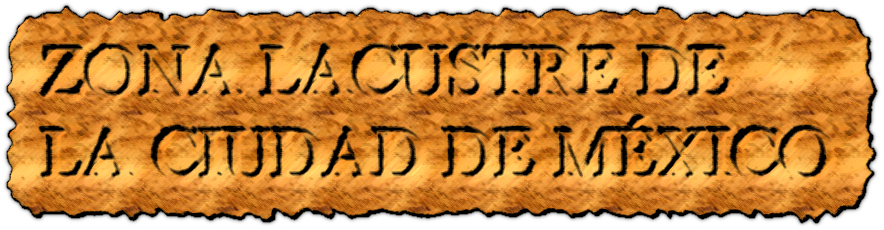 ZONA LACUSTRE DE
LA CIUDAD DE MÉXICO